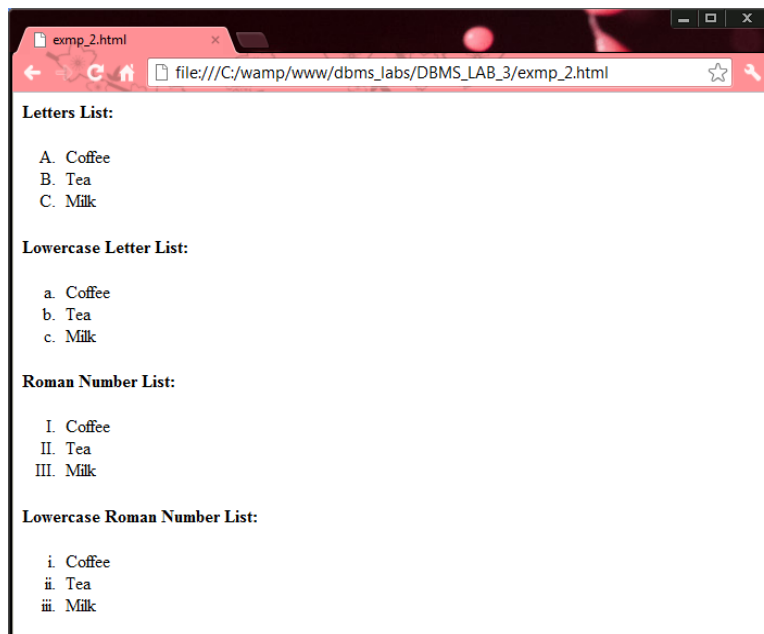 exmp_2.html
file:///C:/wamp/www/dbms_labs/DBMS_LAB_3/exmp_2.html
Letters List:
A. Coffee
B. Tea
C. Milk
Lowercase Letter List:
a. Coffee
b. Tea
c. Milk
Roman Number List:
I. Coffee
II. Tea
III. Milk
Lowercase Roman Number List:
i. Coffee
ii. Tea
iii. Milk